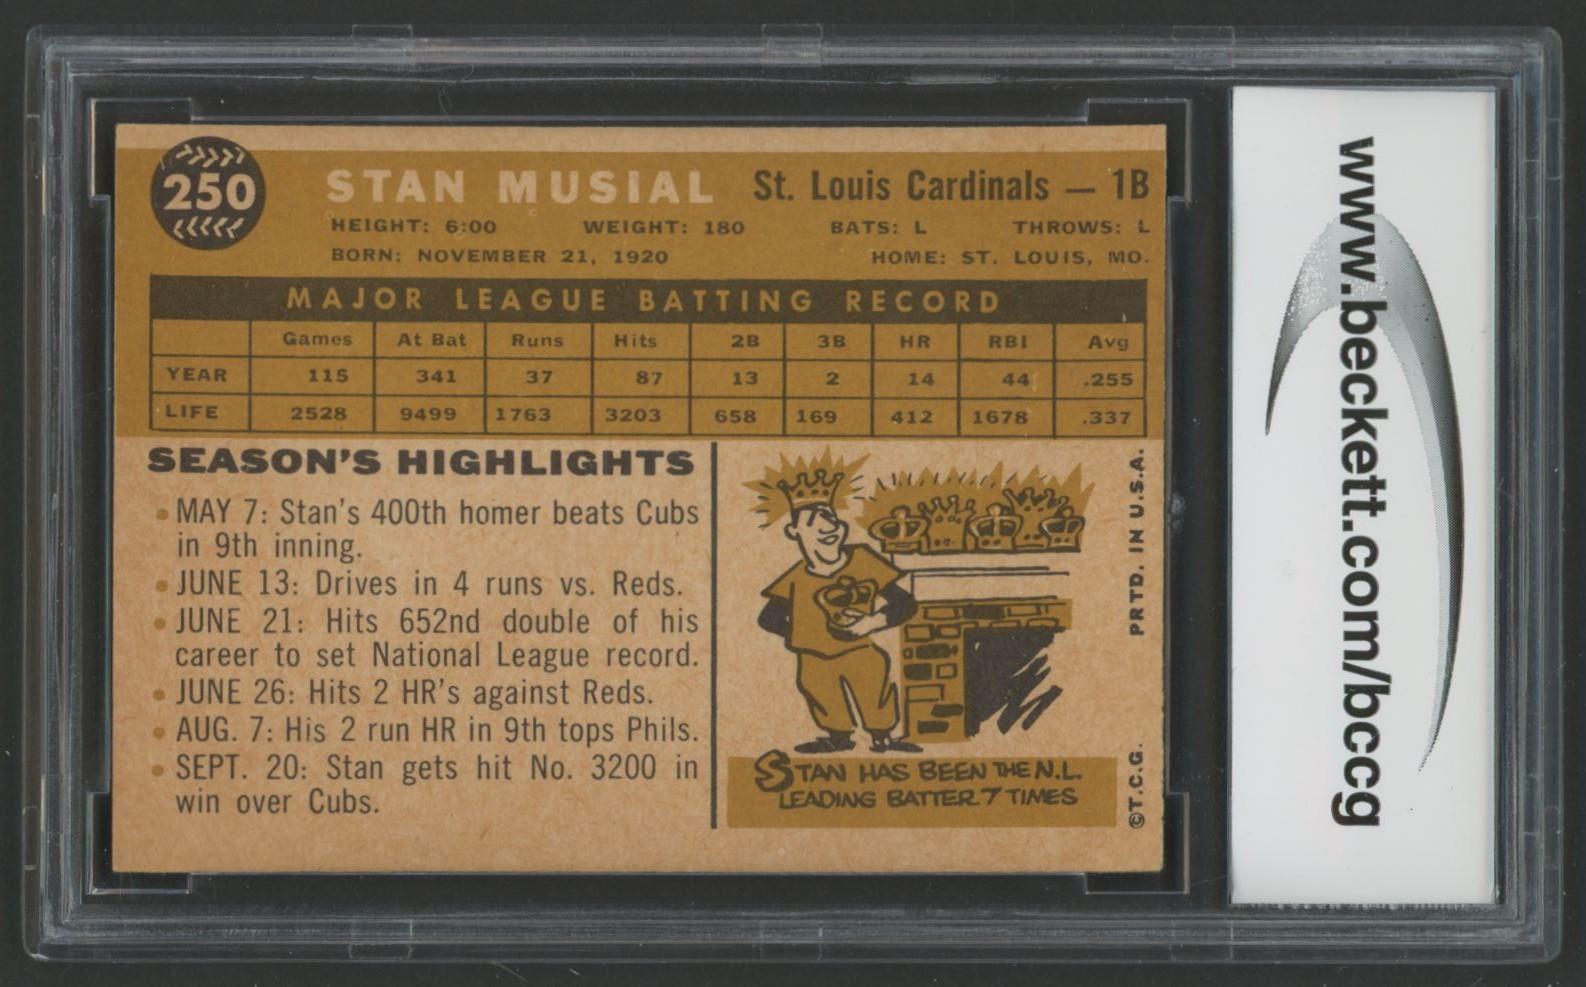 250
STAN MUSIAL St. Louis Cardinals — 1B
HEIGHT: 6:00 WEIGHT: 180 BATS: L THROWS: L
BORN: NOVEMBER 21, 1920 HOME: ST. LOUIS, MO.
MAJOR LEAGUE BATTING RECORD
Games At Bat Runs Hits 2B 3B HR RBI Avg
YEAR 115 341 37 87 13 2 14 44 .255
LIFE 2528 9499 1763 3203 658 169 412 1678 .337
SEASON'S HIGHLIGHTS
• MAY 7: Stan's 400th homer beats Cubs
in 9th inning.
• JUNE 13: Drives in 4 runs vs. Reds.
• JUNE 21: Hits 652nd double of his
career to set National League record.
• JUNE 26: Hits 2 HR's against Reds.
• AUG. 7: His 2 run HR in 9th tops Phils.
• SEPT. 20: Stan gets hit No. 3200 in
win over Cubs.
STAN HAS BEEN THE N.L.
LEADING BATTER 7 TIMES
©T.C.G. PRTD. IN U.S.A.
www.beckett.com/bccg